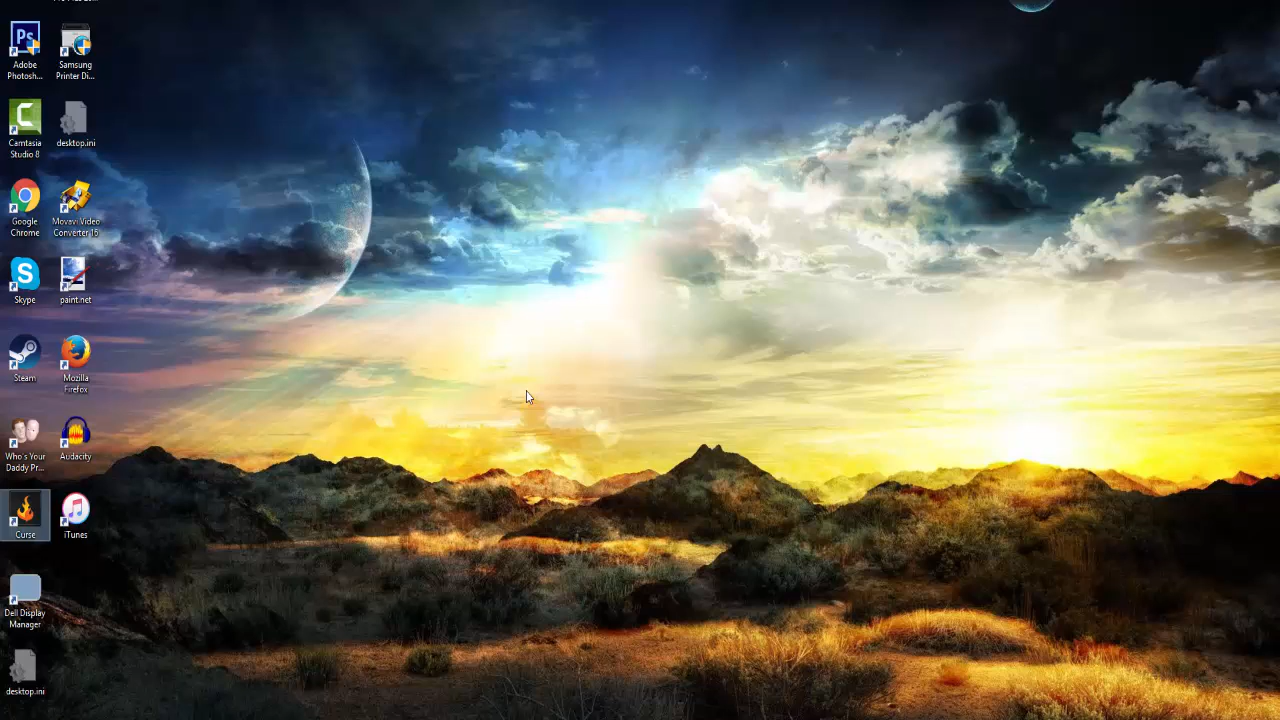 Adobe
Photosh...
Samsung
Printer Di...
Camtasia
Studio 8
desktop.ini
Google
Chrome
Movavi Video
Converter 16
Skype
paint.net
Steam
Mozilla
Firefox
Who's Your
Daddy Pr...
Audacity
Curse
iTunes
Dell Display
Manager
desktop.ini
Ps